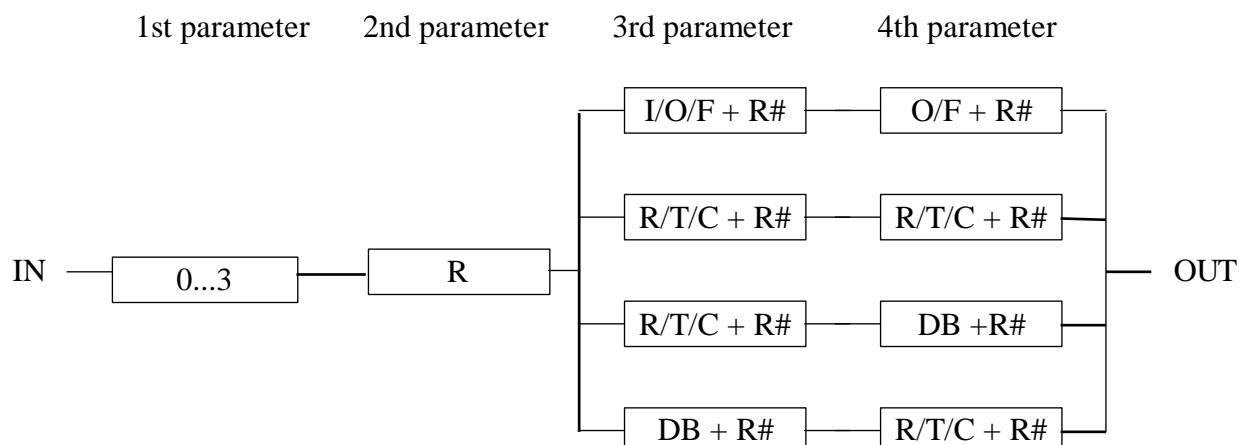 1st parameter 2nd parameter 3rd parameter 4th parameter
I/O/F + R# O/F + R#
R/T/C + R# R/T/C + R#
IN 0...3 R OUT
R/T/C + R# DB +R#
DB + R# R/T/C + R#